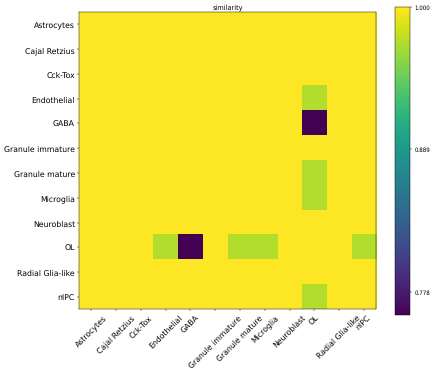 similarity
Astrocytes
Cajal Retzius
Cck-Tox
Endothelial
GABA
Granule immature
Granule mature
Microglia
Neuroblast
OL
Radial Glia-like
nIPC
Astrocytes
Cajal Retzius
Cck-Tox
Endothelial
GABA
Granule immature
Granule mature
Microglia
Neuroblast
OL
Radial Glia-like
nIPC
1.000
0.889
0.778